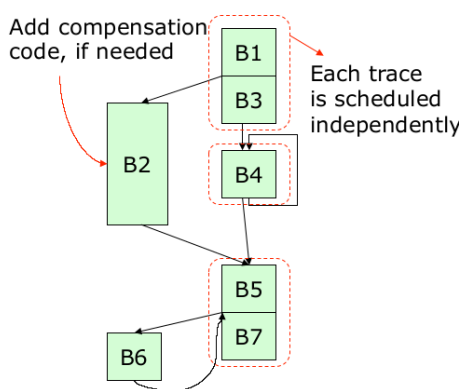 Add compensation
code, if needed
B1
Each trace
is scheduled
independently
B3
B2
B4
B5
B7
B6